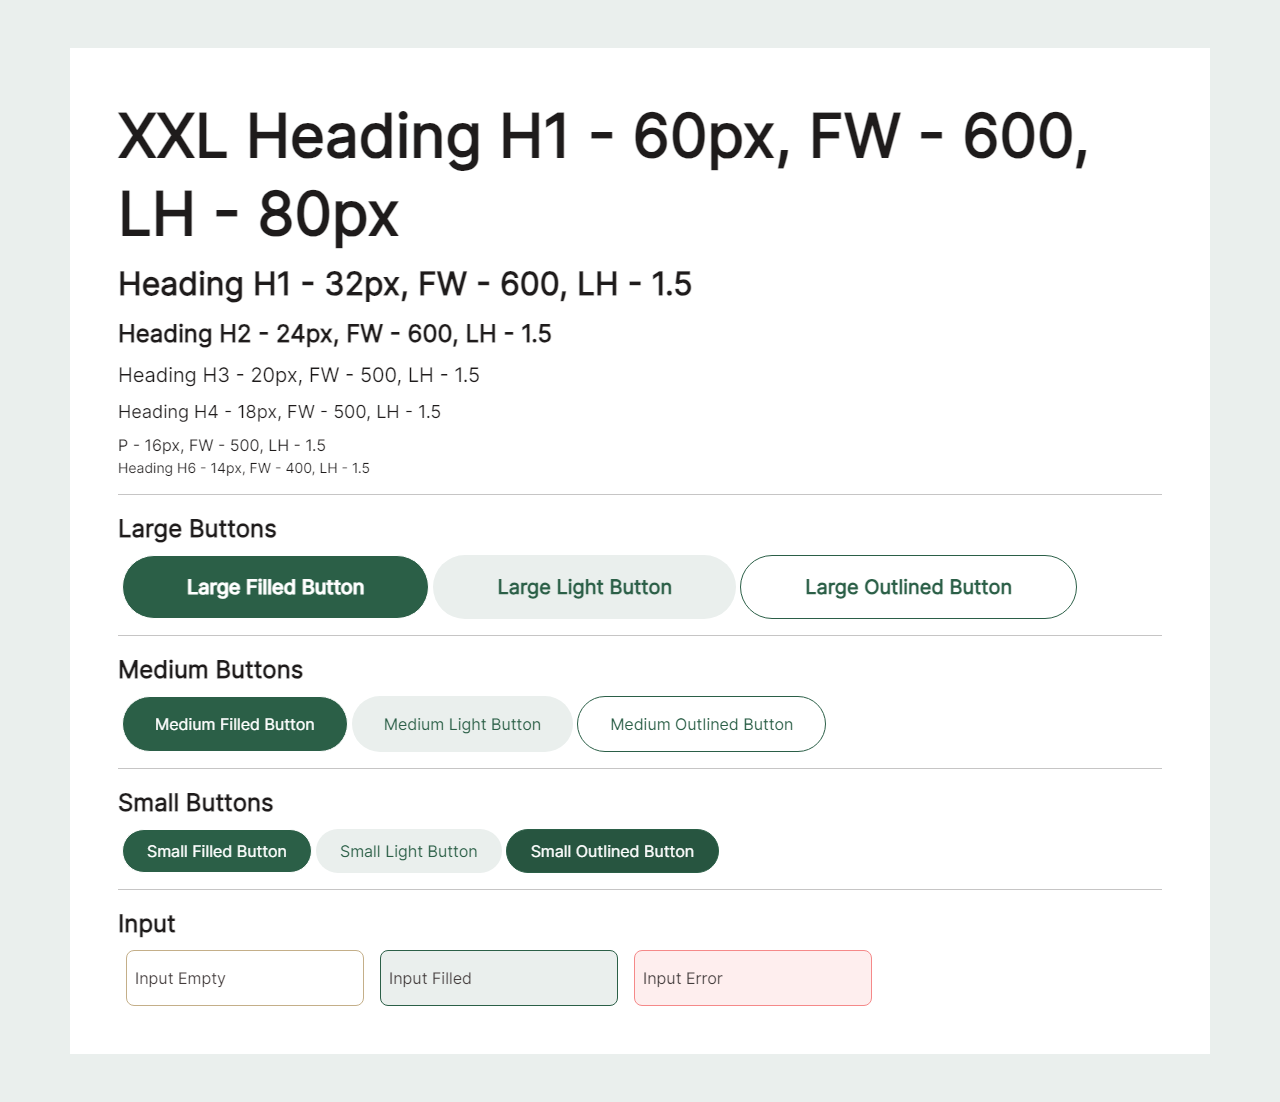 XXL Heading H1 - 60px, FW - 600,
LH - 80px
Heading H1 - 32px, FW - 600, LH - 1.5
Heading H2 - 24px, FW - 600, LH - 1.5
Heading H3 - 20px, FW - 500, LH - 1.5
Heading H4 - 18px, FW - 500, LH - 1.5
P - 16px, FW - 500, LH - 1.5
Heading H6 - 14px, FW - 400, LH - 1.5
Large Buttons
Large Filled Button Large Light Button Large Outlined Button
Medium Buttons
Medium Filled Button Medium Light Button Medium Outlined Button
Small Buttons
Small Filled Button Small Light Button Small Outlined Button
Input
Input Empty Input Filled Input Error